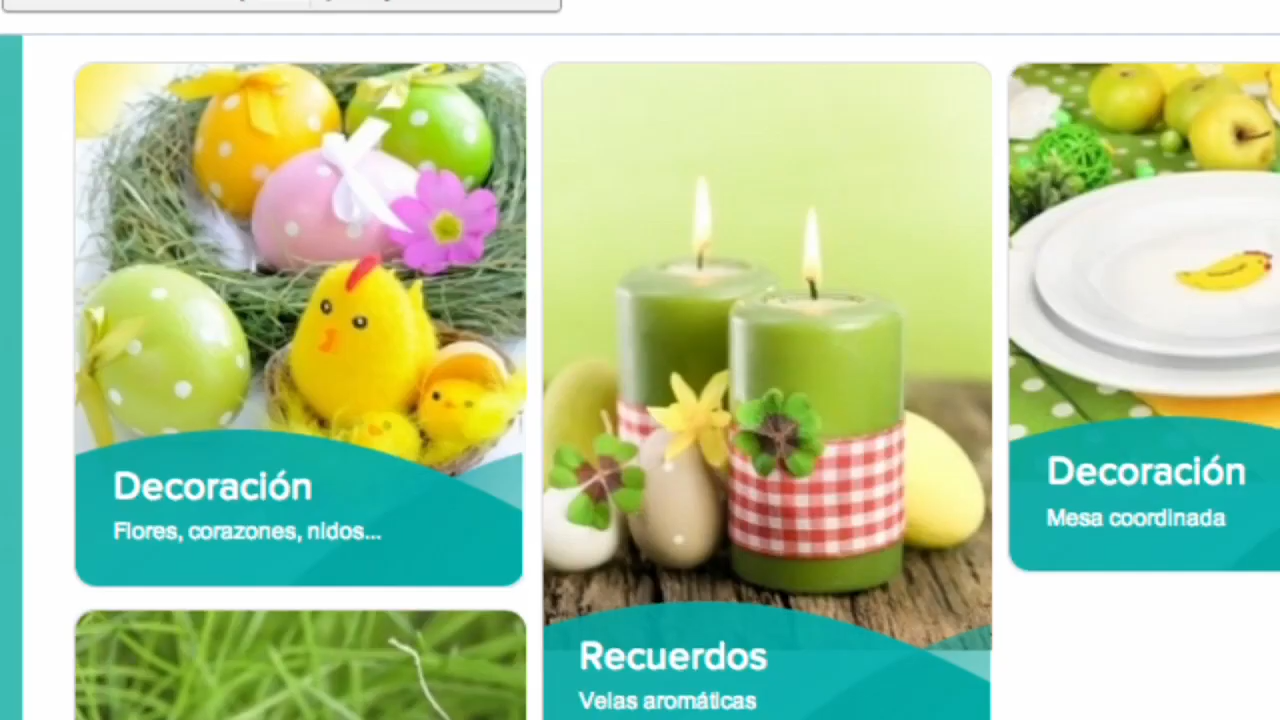 Decoración
Flores, corazones, nidos...
Recuerdos
Velas aromáticas
Decoración
Mesa coordinada